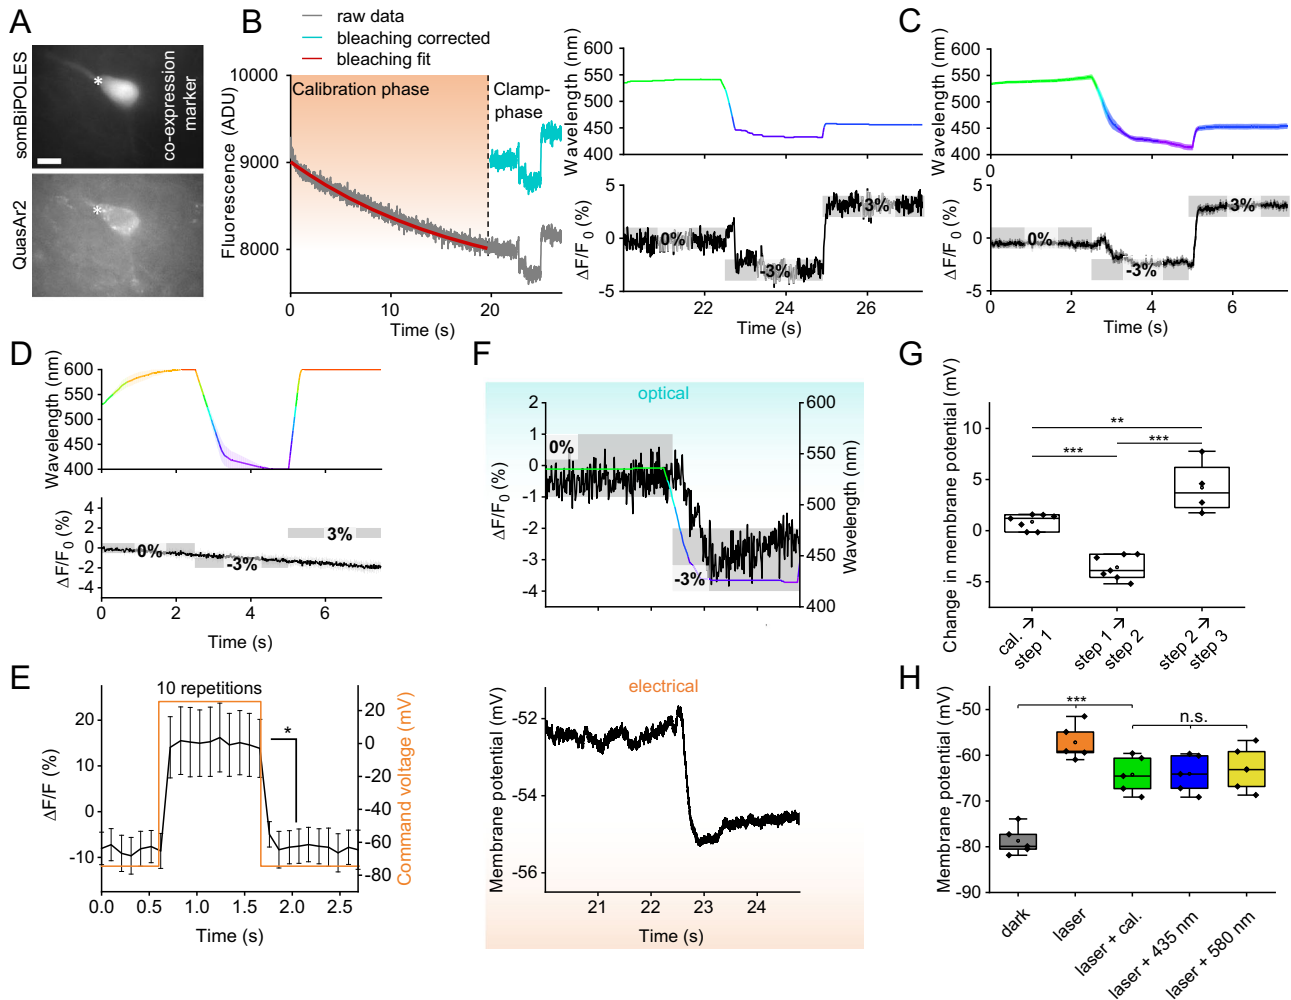 A
somBiPOLES
co-expression
marker
*
QuasAr2
*
B
raw data
bleaching corrected
bleaching fit
Fluorescence (ADU)
10000
9000
8000
Calibration phase
Clamp-
phase
0
10
20
Time (s)
Wavelength (nm)
600
550
500
450
400
ΔF/F0 (%)
5
0
-5
0%
-3%
3%
22
24
26
Time (s)
C
Wavelength (nm)
600
550
500
450
400
ΔF/F0 (%)
5
0
-5
0%
-3%
3%
0
2
4
6
Time (s)
D
Wavelength (nm)
600
550
500
450
400
ΔF/F0 (%)
4
2
0
-2
-4
0%
-3%
3%
0
2
4
6
Time (s)
E
10 repetitions
*
ΔF/F (%)
20
10
0
-10
Command voltage (mV)
20
0
-20
-40
-60
-80
0.0
0.5
1.0
1.5
2.0
2.5
Time (s)
F
optical
ΔF/F0 (%)
2
1
0
-1
-2
-3
-4
0%
-3%
Wavelength (nm)
600
550
500
450
400
electrical
Membrane potential (mV)
-52
-54
-56
21
22
23
24
Time (s)
G
Change in membrane potential (mV)
10
5
0
-5
**
***
***
cal. ↗
step 1
step 1 ↗
step 2
step 2 ↗
step 3
H
Membrane potential (mV)
-50
-60
-70
-80
-90
***
n.s.
dark
laser
laser + cal.
laser + 435 nm
laser + 580 nm